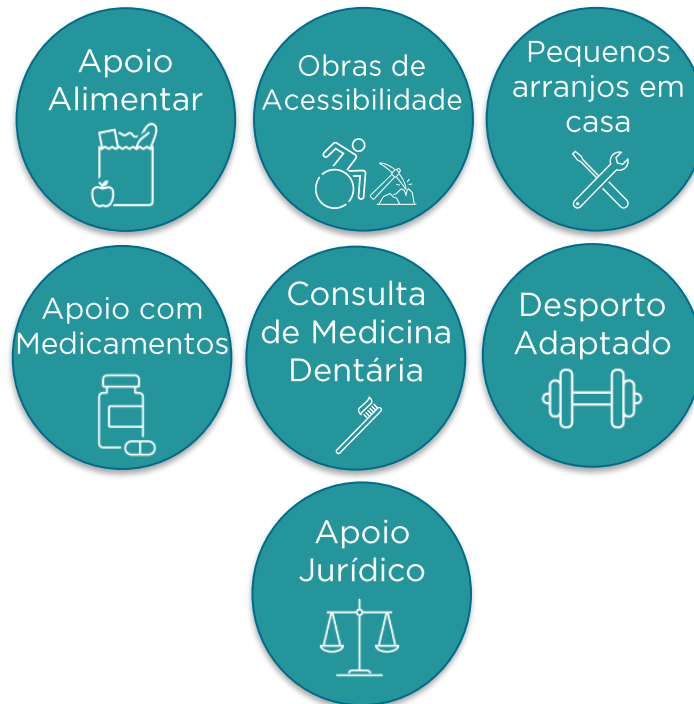 Apoio
Alimentar
Obras de
Acessibilidade
Pequenos
arranjos em
casa
Apoio com
Medicamentos
Consulta
de Medicina
Dentária
Desporto
Adaptado
Apoio
Jurídico